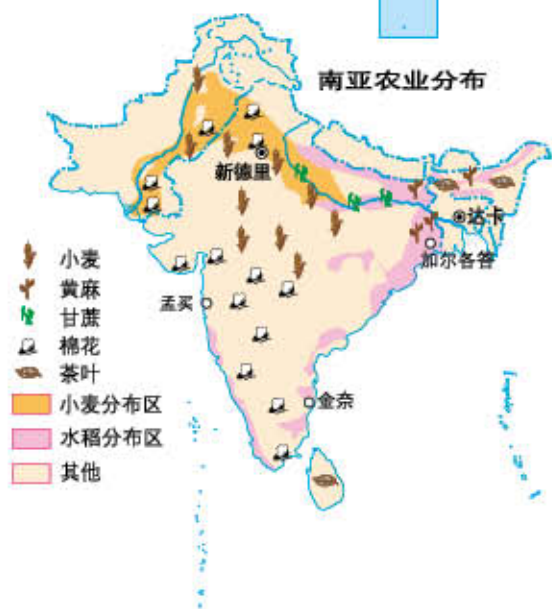 南亚农业分布
新德里
达卡
加尔各答
孟买
金奈
小麦
黄麻
甘蔗
棉花
茶叶
小麦分布区
水稻分布区
其他